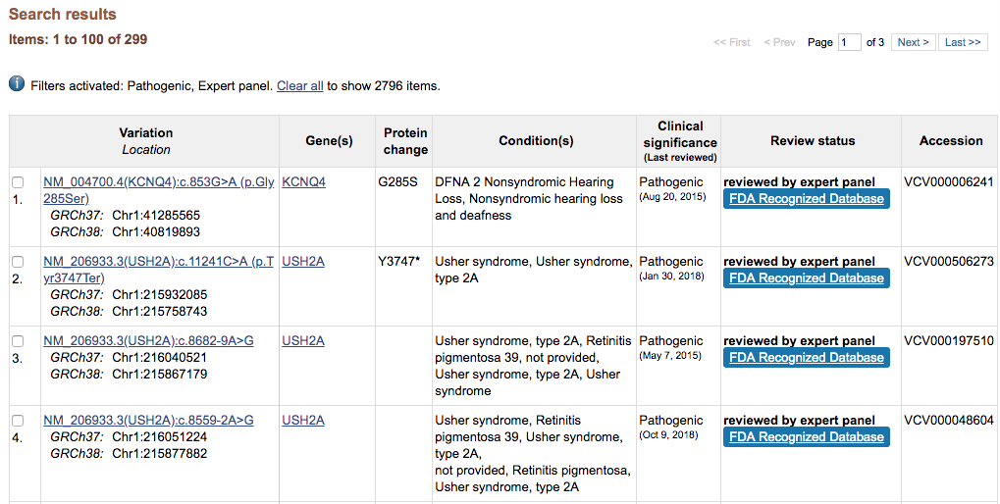 Search results
Items: 1 to 100 of 299
<< First < Prev Page 1 of 3 Next > Last >>
Filters activated: Pathogenic, Expert panel. Clear all to show 2796 items.
Variation
Location
Gene(s)
Protein
change
Condition(s)
Clinical
significance
(Last reviewed)
Review status
Accession
1.
NM_004700.4(KCNQ4):c.853G>A (p.Gly
285Ser)
GRCh37: Chr1:41285565
GRCh38: Chr1:40819893
KCNQ4
G285S
DFNA 2 Nonsyndromic Hearing
Loss, Nonsyndromic hearing loss
and deafness
Pathogenic
(Aug 20, 2015)
reviewed by expert panel
FDA Recognized Database
VCV000006241
2.
NM_206933.3(USH2A):c.11241C>A (p.T
yr3747Ter)
GRCh37: Chr1:215932085
GRCh38: Chr1:215758743
USH2A
Y3747*
Usher syndrome, Usher syndrome,
type 2A
Pathogenic
(Jan 30, 2018)
reviewed by expert panel
FDA Recognized Database
VCV000506273
3.
NM_206933.3(USH2A):c.8682-9A>G
GRCh37: Chr1:216040521
GRCh38: Chr1:215867179
USH2A
Usher syndrome, type 2A, Retinitis
pigmentosa 39, not provided,
Usher syndrome, type 2A, Usher
syndrome
Pathogenic
(May 7, 2015)
reviewed by expert panel
FDA Recognized Database
VCV000197510
4.
NM_206933.3(USH2A):c.8559-2A>G
GRCh37: Chr1:216051224
GRCh38: Chr1:215877882
USH2A
Usher syndrome, Retinitis
pigmentosa 39, Usher syndrome,
type 2A,
not provided, Retinitis pigmentosa,
Usher syndrome, type 2A
Pathogenic
(Oct 9, 2018)
reviewed by expert panel
FDA Recognized Database
VCV000048604